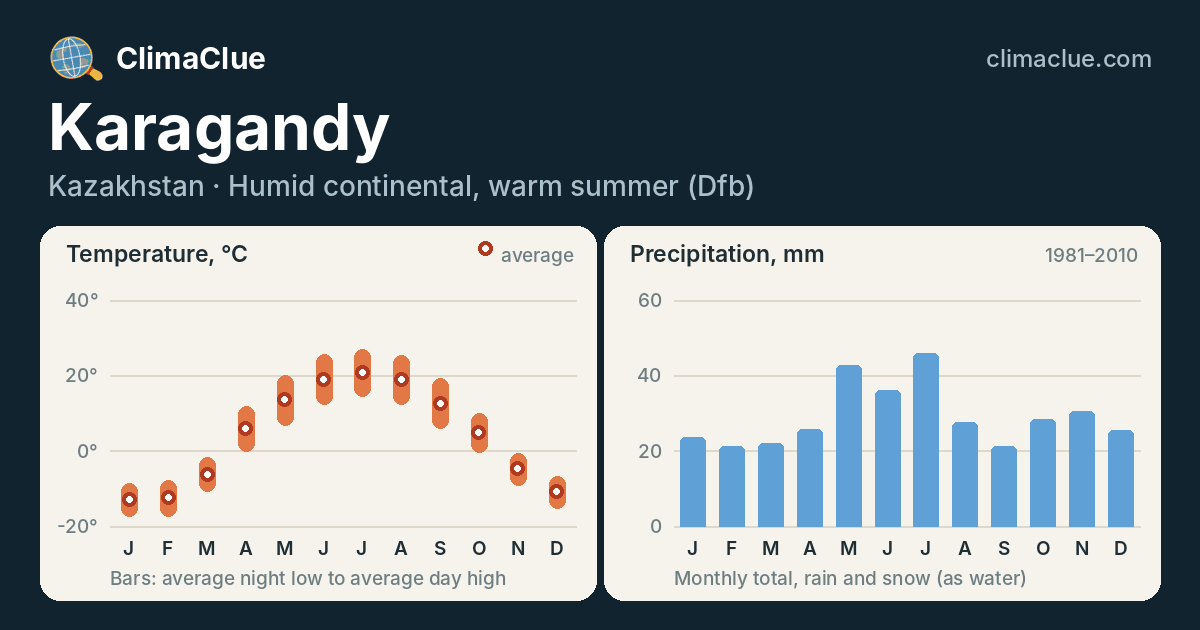 ClimaClue
climaclue.com
Karagandy
Kazakhstan · Humid continental, warm summer (Dfb)
Temperature, °C
average
40°
20°
0°
-20°
J F M A M J J A S O N D
Bars: average night low to average day high
Precipitation, mm
1981–2010
60
40
20
0
J F M A M J J A S O N D
Monthly total, rain and snow (as water)